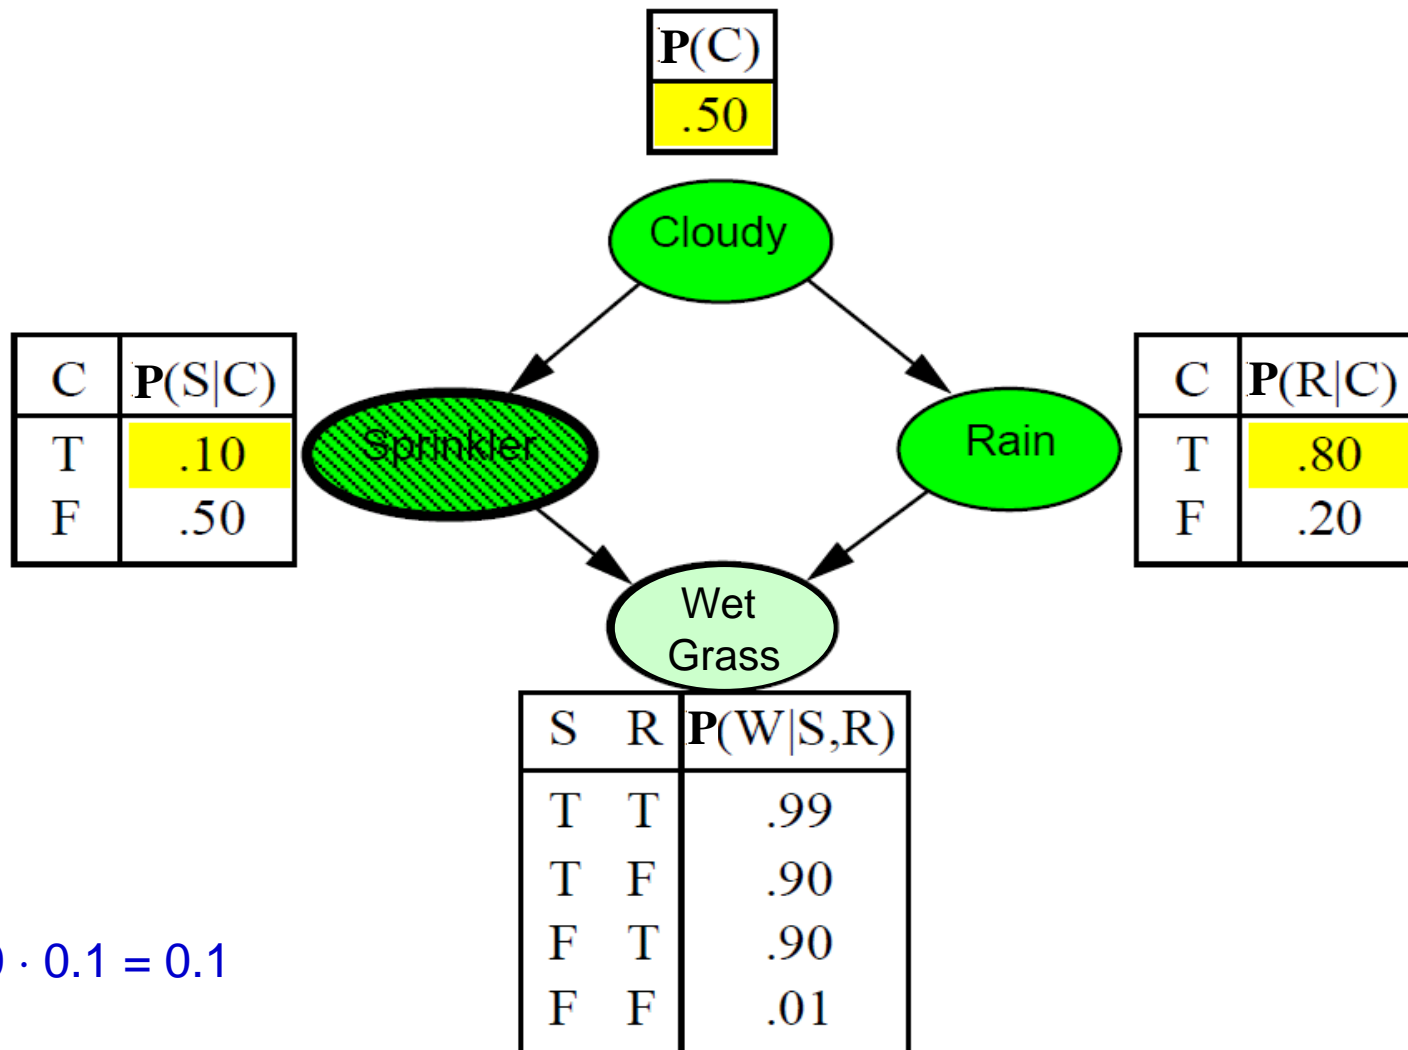 P(C)
.50
Cloudy
C P(S|C)
T .10
F .50
Sprinkler
Rain
C P(R|C)
T .80
F .20
Wet
Grass
S R P(W|S,R)
T T .99
T F .90
F T .90
F F .01
· 0.1 = 0.1